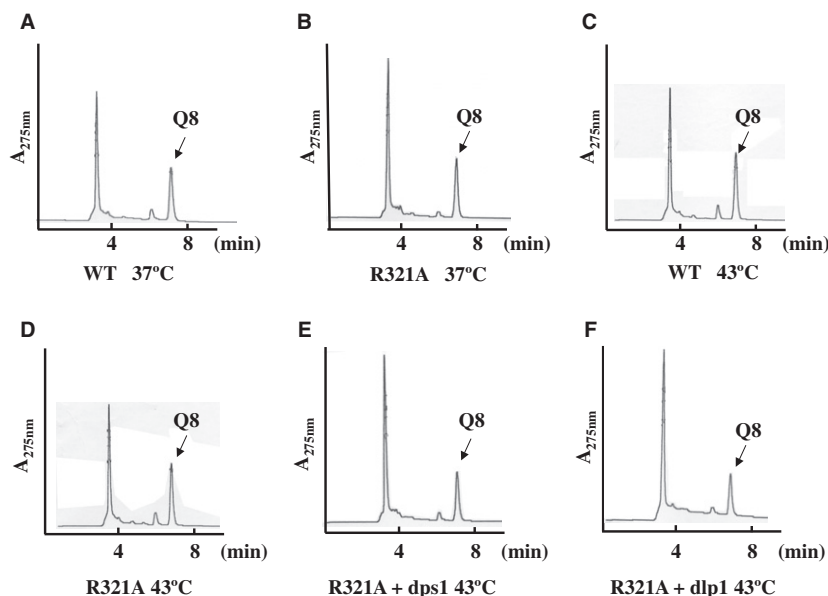 A
B
C
A275nm
Q8
4
8
(min)
WT 37ºC
A275nm
Q8
4
8
(min)
R321A 37ºC
A275nm
Q8
4
8
(min)
WT 43ºC
D
E
F
A275nm
Q8
4
8
(min)
R321A 43ºC
A275nm
Q8
4
8
(min)
R321A + dps1 43ºC
A275nm
Q8
4
8
(min)
R321A + dlp1 43ºC